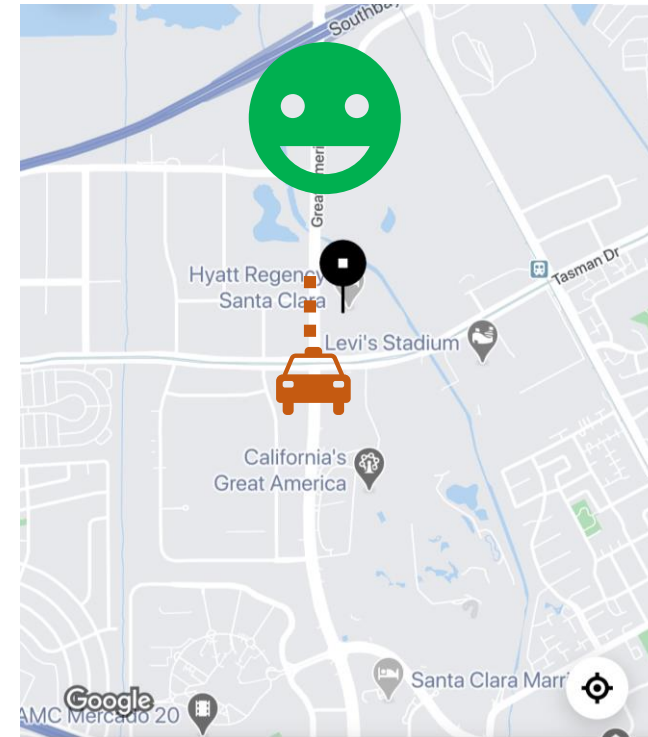 Southbay
Great Ameri
Hyatt Regency
Santa Clara
Tasman Dr
Levi's Stadium
California's
Great America
Santa Clara Marri
Google
AMC Mercado 20